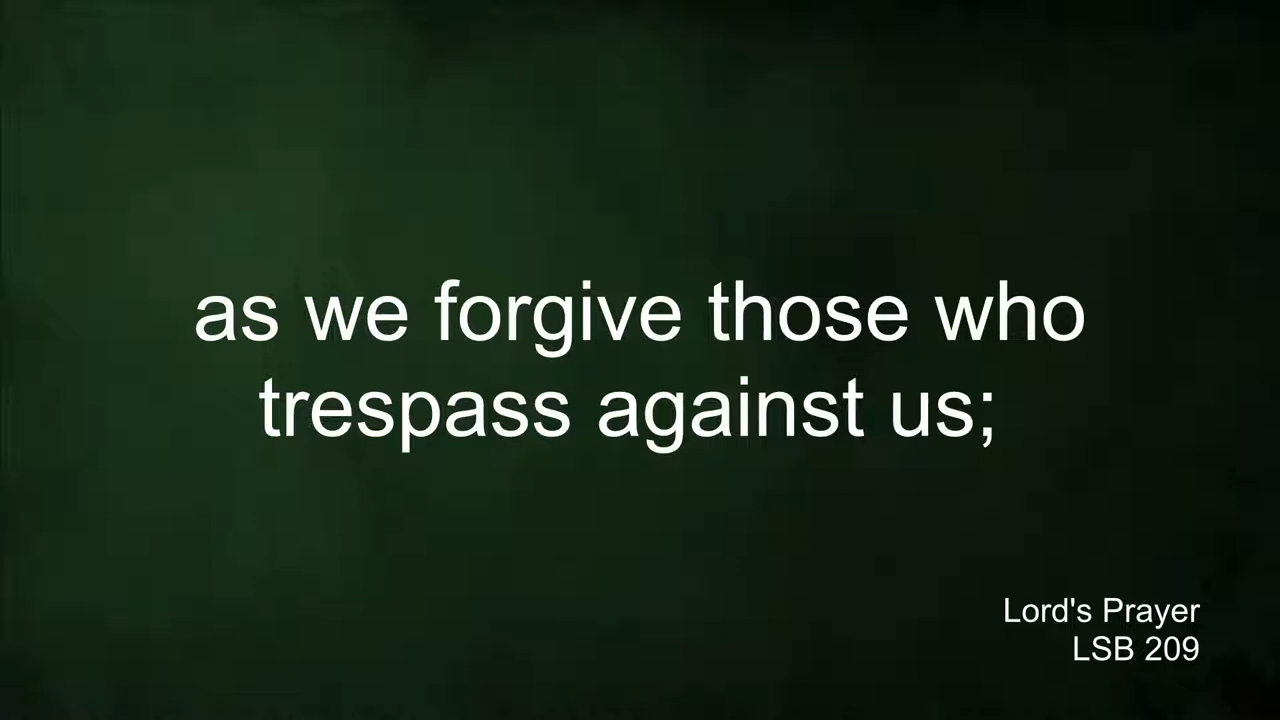 as we forgive those who
trespass against us;
Lord's Prayer
LSB 209